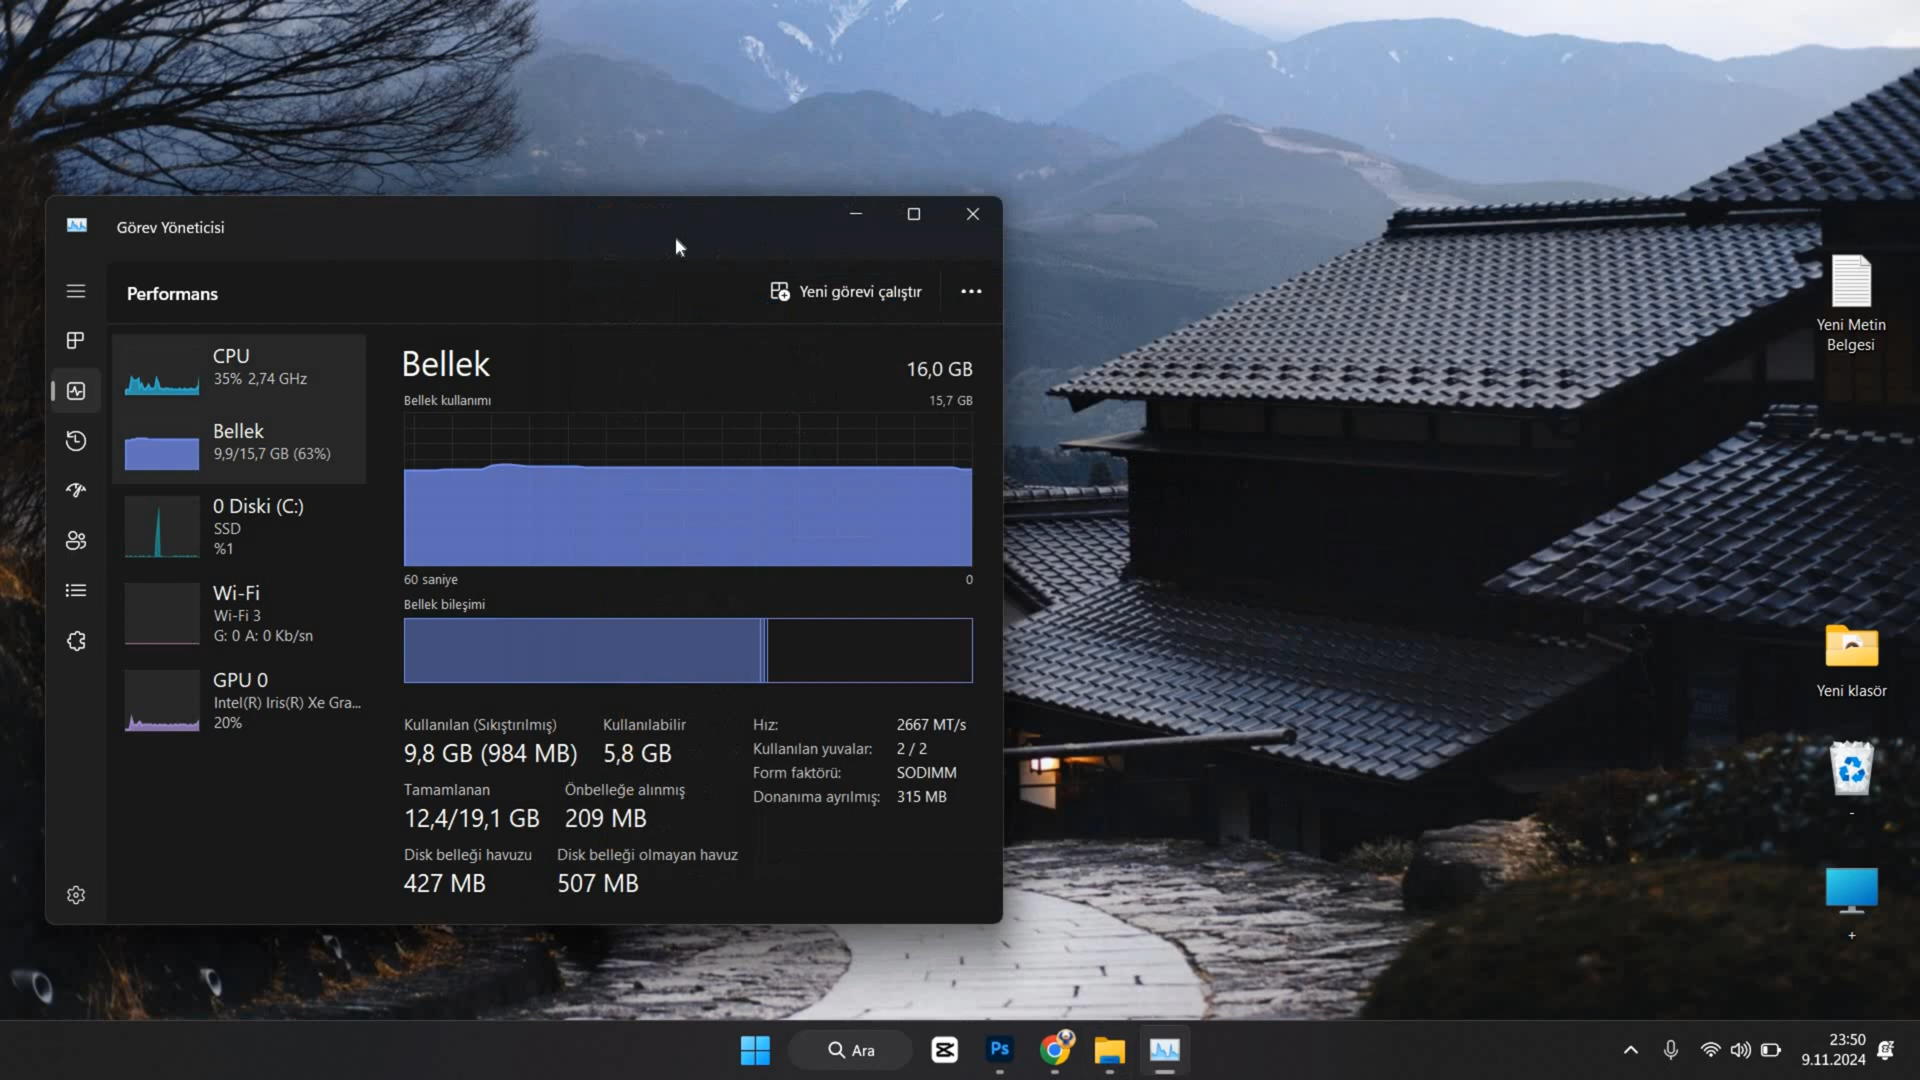 Görev Yöneticisi
Performans
Yeni görevi çalıştır
CPU
35% 2,74 GHz
Bellek
9,9/15,7 GB (63%)
0 Diski (C:)
SSD
%1
Wi-Fi
Wi-Fi 3
G: 0 A: 0 Kb/sn
GPU 0
Intel(R) Iris(R) Xe Gra...
20%
Bellek
16,0 GB
Bellek kullanımı
15,7 GB
60 saniye
0
Bellek bileşimi
Kullanılan (Sıkıştırılmış)
9,8 GB (984 MB)
Kullanılabilir
5,8 GB
Tamamlanan
12,4/19,1 GB
Önbelleğe alınmış
209 MB
Disk belleği havuzu
427 MB
Disk belleği olmayan havuz
507 MB
Hız: 2667 MT/s
Kullanılan yuvalar: 2 / 2
Form faktörü: SODIMM
Donanıma ayrılmış: 315 MB
Yeni Metin
Belgesi
Yeni klasör
-
+
Ara
Ps
23:50
9.11.2024